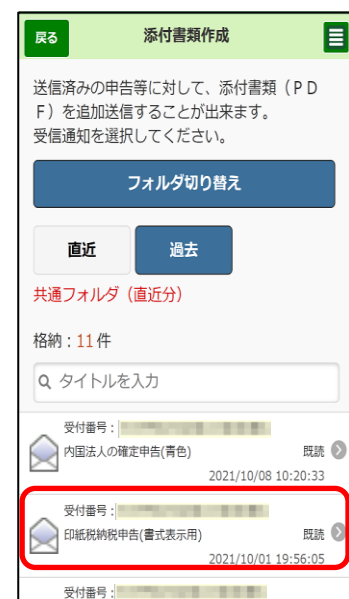 戻る
添付書類作成
送信済みの申告等に対して、添付書類（ＰＤ
Ｆ）を追加送信することが出来ます。
受信通知を選択してください。
フォルダ切り替え
直近
過去
共通フォルダ（直近分）
格納：11 件
タイトルを入力
受付番号：
内国法人の確定申告(青色)
既読
2021/10/08 10:20:33
受付番号：
印紙税納税申告(書式表示用)
既読
2021/10/01 19:56:05
受付番号：